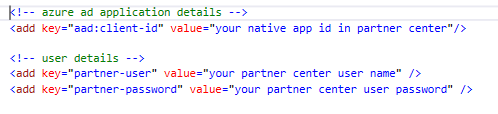 <!-- azure ad application details -->
<add key="aad:client-id" value="your native app id in partner center"/>
<!-- user details -->
<add key="partner-user" value="your partner center user name" />
<add key="partner-password" value="your partner center user password" />